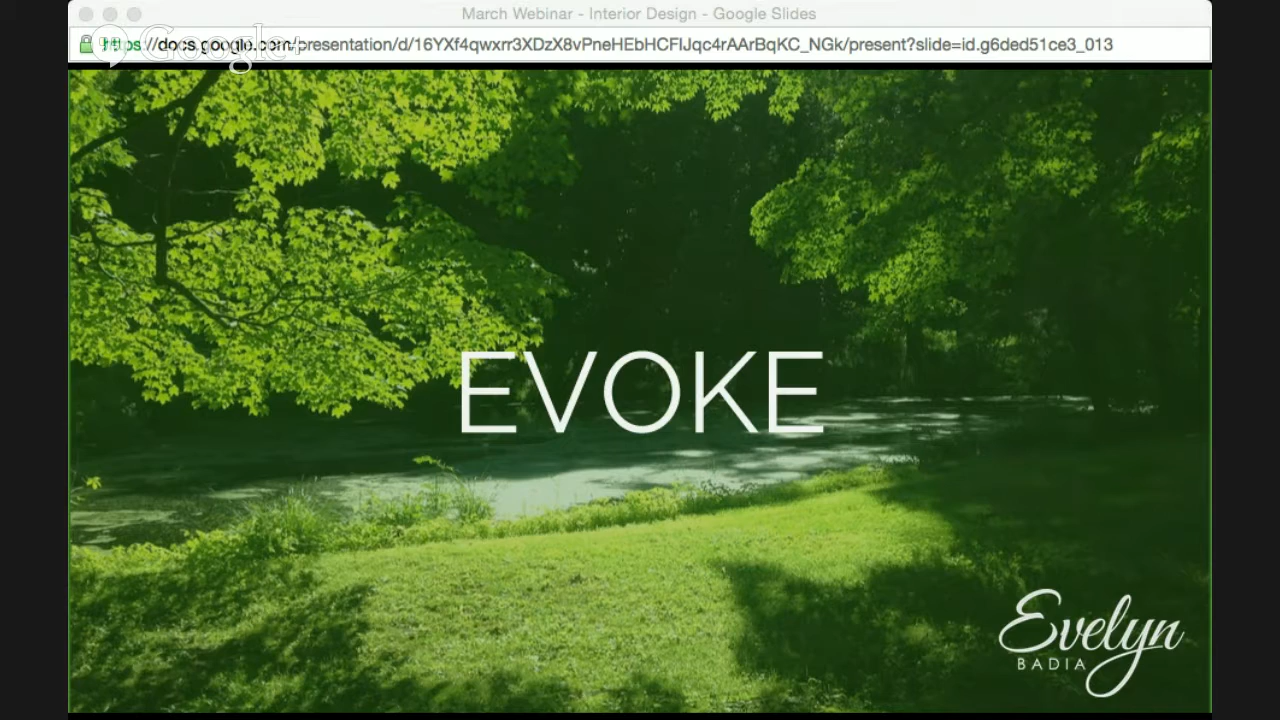 March Webinar - Interior Design - Google Slides
Google+
https://docs.google.com/presentation/d/16YXf4qwxrr3XDzX8vPneHEbHCFIJqc4rAArBqKC_NGk/present?slide=id.g6ded51ce3_013
EVOKE
Evelyn
BADIA